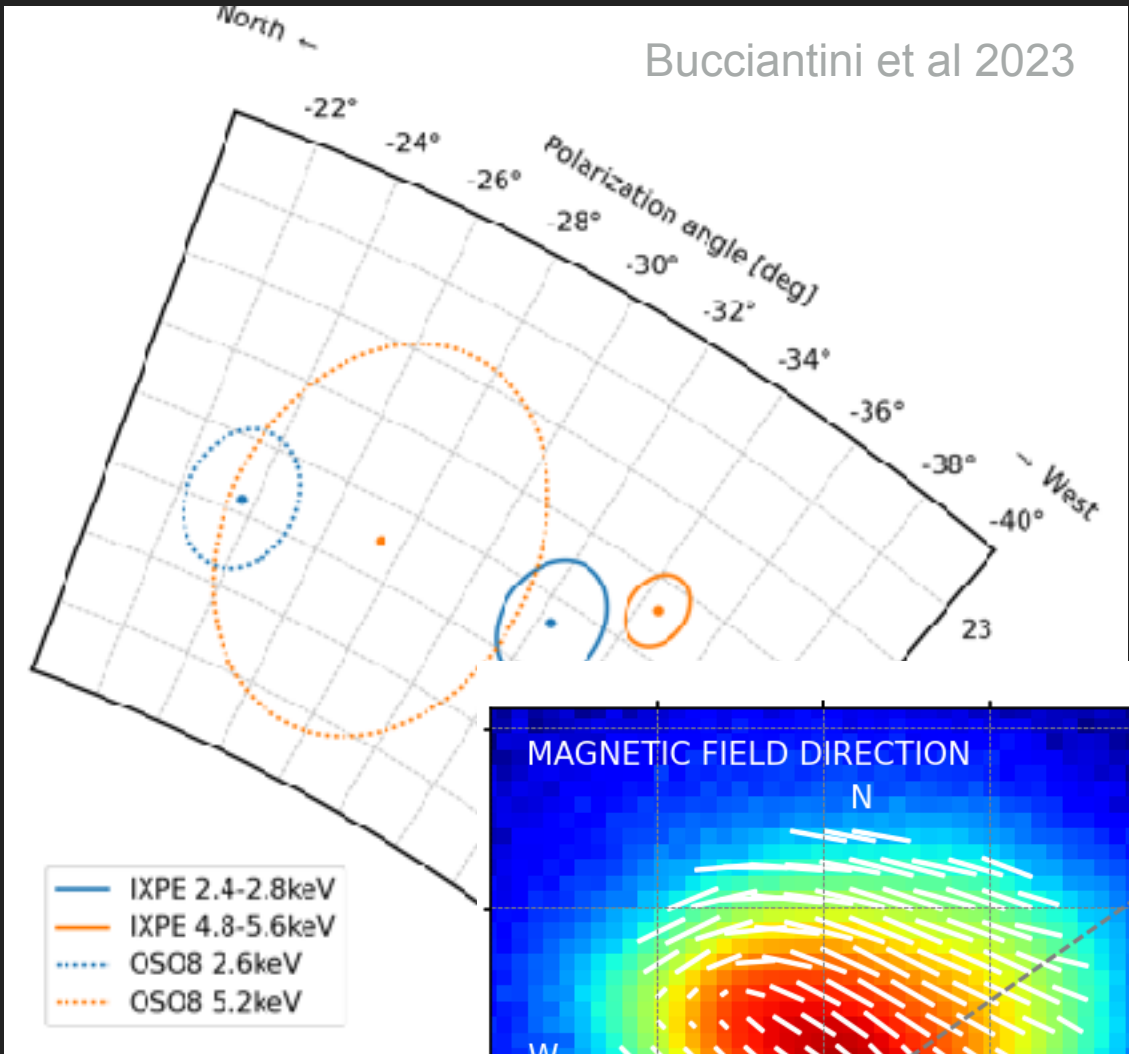 North ←
Bucciantini et al 2023
-22°
-24°
-26°
-28°
-30°
-32°
-34°
-36°
-38°
-40°
Polarization angle [deg]
← West
23
IXPE 2.4-2.8keV
IXPE 4.8-5.6keV
OSO8 2.6keV
OSO8 5.2keV
MAGNETIC FIELD DIRECTION
N
W